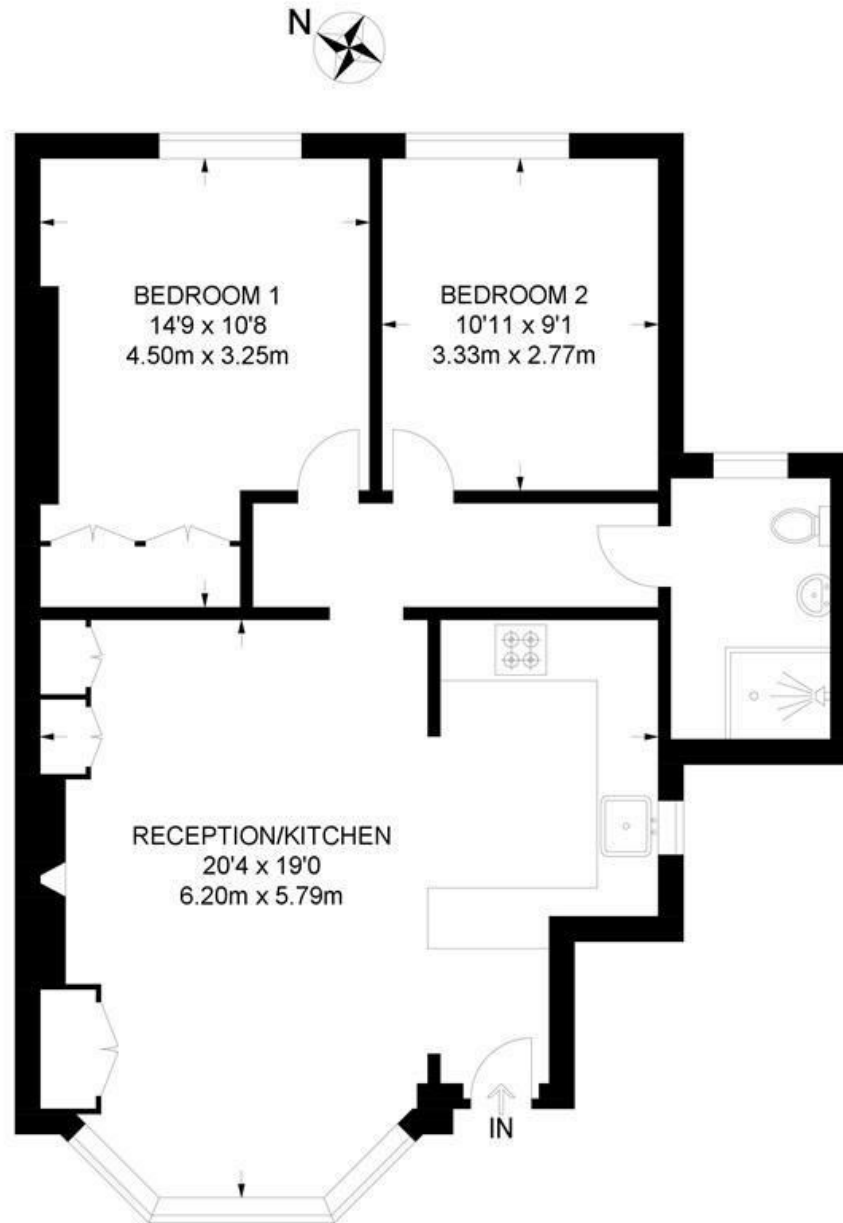 N
BEDROOM 1
14'9 x 10'8
4.50m x 3.25m
BEDROOM 2
10'11 x 9'1
3.33m x 2.77m
RECEPTION/KITCHEN
20'4 x 19'0
6.20m x 5.79m
IN